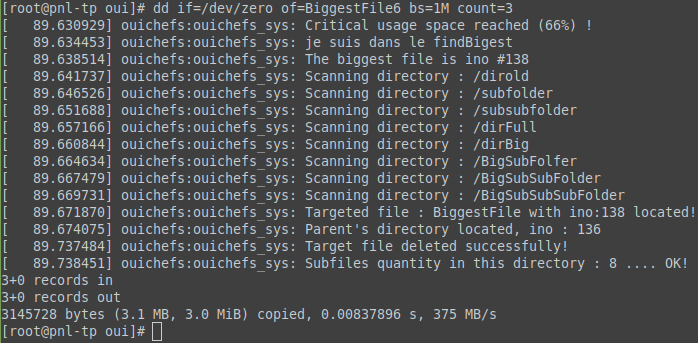 [root@pnl-tp oui]# dd if=/dev/zero of=BiggestFile6 bs=1M count=3
[   89.630929] ouichefs:ouichefs_sys: Critical usage space reached (66%) !
[   89.634453] ouichefs:ouichefs_sys: je suis dans le findBigest
[   89.638514] ouichefs:ouichefs_sys: The biggest file is ino #138
[   89.641737] ouichefs:ouichefs_sys: Scanning directory : /dirold
[   89.646526] ouichefs:ouichefs_sys: Scanning directory : /subfolder
[   89.651688] ouichefs:ouichefs_sys: Scanning directory : /subsubfolder
[   89.657166] ouichefs:ouichefs_sys: Scanning directory : /dirFull
[   89.660844] ouichefs:ouichefs_sys: Scanning directory : /dirBig
[   89.664634] ouichefs:ouichefs_sys: Scanning directory : /BigSubFolfer
[   89.667479] ouichefs:ouichefs_sys: Scanning directory : /BigSubSubFolder
[   89.669731] ouichefs:ouichefs_sys: Scanning directory : /BigSubSubSubFolder
[   89.671870] ouichefs:ouichefs_sys: Targeted file : BiggestFile with ino:138 located!
[   89.674075] ouichefs:ouichefs_sys: Parent's directory located, ino : 136
[   89.737484] ouichefs:ouichefs_sys: Target file deleted successfully!
[   89.738451] ouichefs:ouichefs_sys: Subfiles quantity in this directory : 8 .... OK!
3+0 records in
3+0 records out
3145728 bytes (3.1 MB, 3.0 MiB) copied, 0.00837896 s, 375 MB/s
[root@pnl-tp oui]#